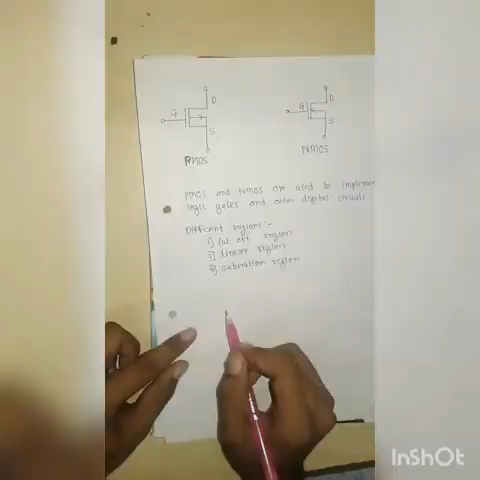 D
G
S
PMOS
D
G
S
NMOS
PMOS and NMOS are used to implement
logic gates and other digital circuits
Different regions:-
1) Cut off region
2) linear region
3) saturation region
InShOt